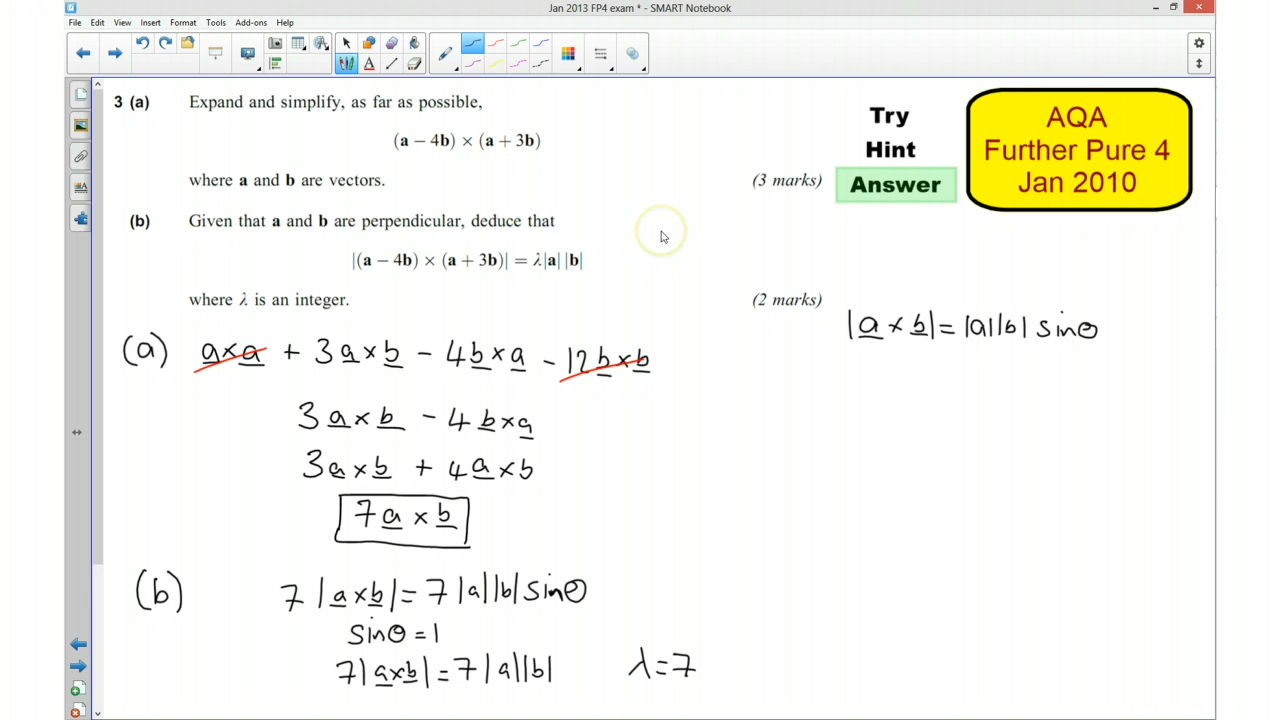 Jan 2013 FP4 exam * - SMART Notebook
File Edit View Insert Format Tools Add-ons Help
3 (a) Expand and simplify, as far as possible,
(a − 4b) × (a + 3b)
where a and b are vectors. (3 marks)
(b) Given that a and b are perpendicular, deduce that
|(a − 4b) × (a + 3b)| = λ|a| |b|
where λ is an integer. (2 marks)
Try
Hint
Answer
AQA
Further Pure 4
Jan 2010
|a × b| = |a||b| sinθ
(a) a×a + 3a×b − 4b×a − 12b×b
3a×b − 4b×a
3a×b + 4a×b
7a×b
(b) 7|a×b| = 7|a||b| sinθ
sinθ = 1
7|a×b| = 7|a||b| λ=7